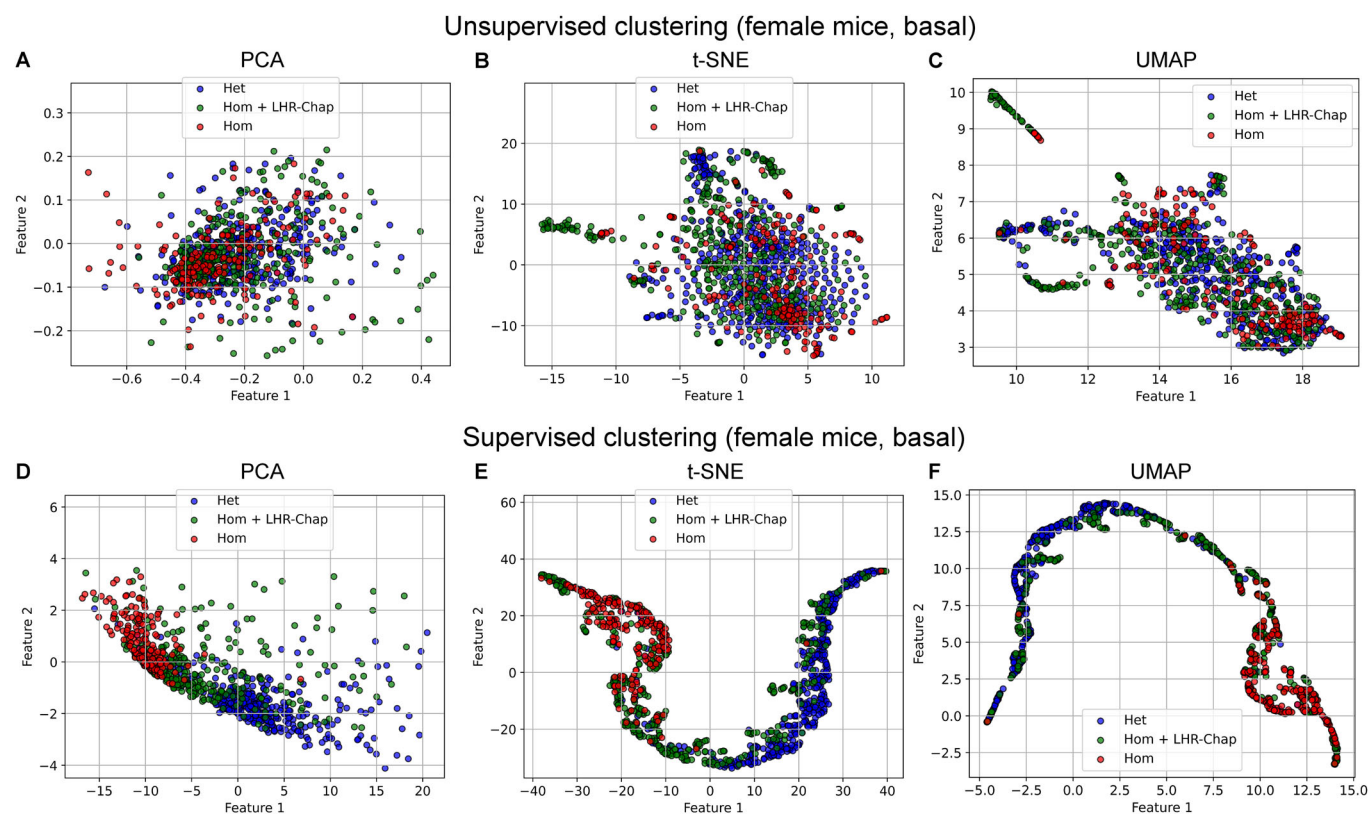 Unsupervised clustering (female mice, basal)
A
PCA
Het
Hom + LHR-Chap
Hom
0.3
0.2
0.1
0.0
−0.1
−0.2
Feature 2
−0.6
−0.4
−0.2
0.0
0.2
0.4
Feature 1
B
t-SNE
Het
Hom + LHR-Chap
Hom
20
10
0
−10
Feature 2
−15
−10
−5
0
5
10
Feature 1
C
UMAP
Het
Hom + LHR-Chap
Hom
10
9
8
7
6
5
4
3
Feature 2
10
12
14
16
18
Feature 1
Supervised clustering (female mice, basal)
D
PCA
Het
Hom + LHR-Chap
Hom
6
4
2
0
−2
−4
Feature 2
−15
−10
−5
0
5
10
15
20
Feature 1
E
t-SNE
Het
Hom + LHR-Chap
Hom
60
40
20
0
−20
Feature 2
−40
−30
−20
−10
0
10
20
30
40
Feature 1
F
UMAP
15.0
12.5
10.0
7.5
5.0
2.5
0.0
−2.5
Feature 2
Het
Hom + LHR-Chap
Hom
−5.0
−2.5
0.0
2.5
5.0
7.5
10.0
12.5
15.0
Feature 1